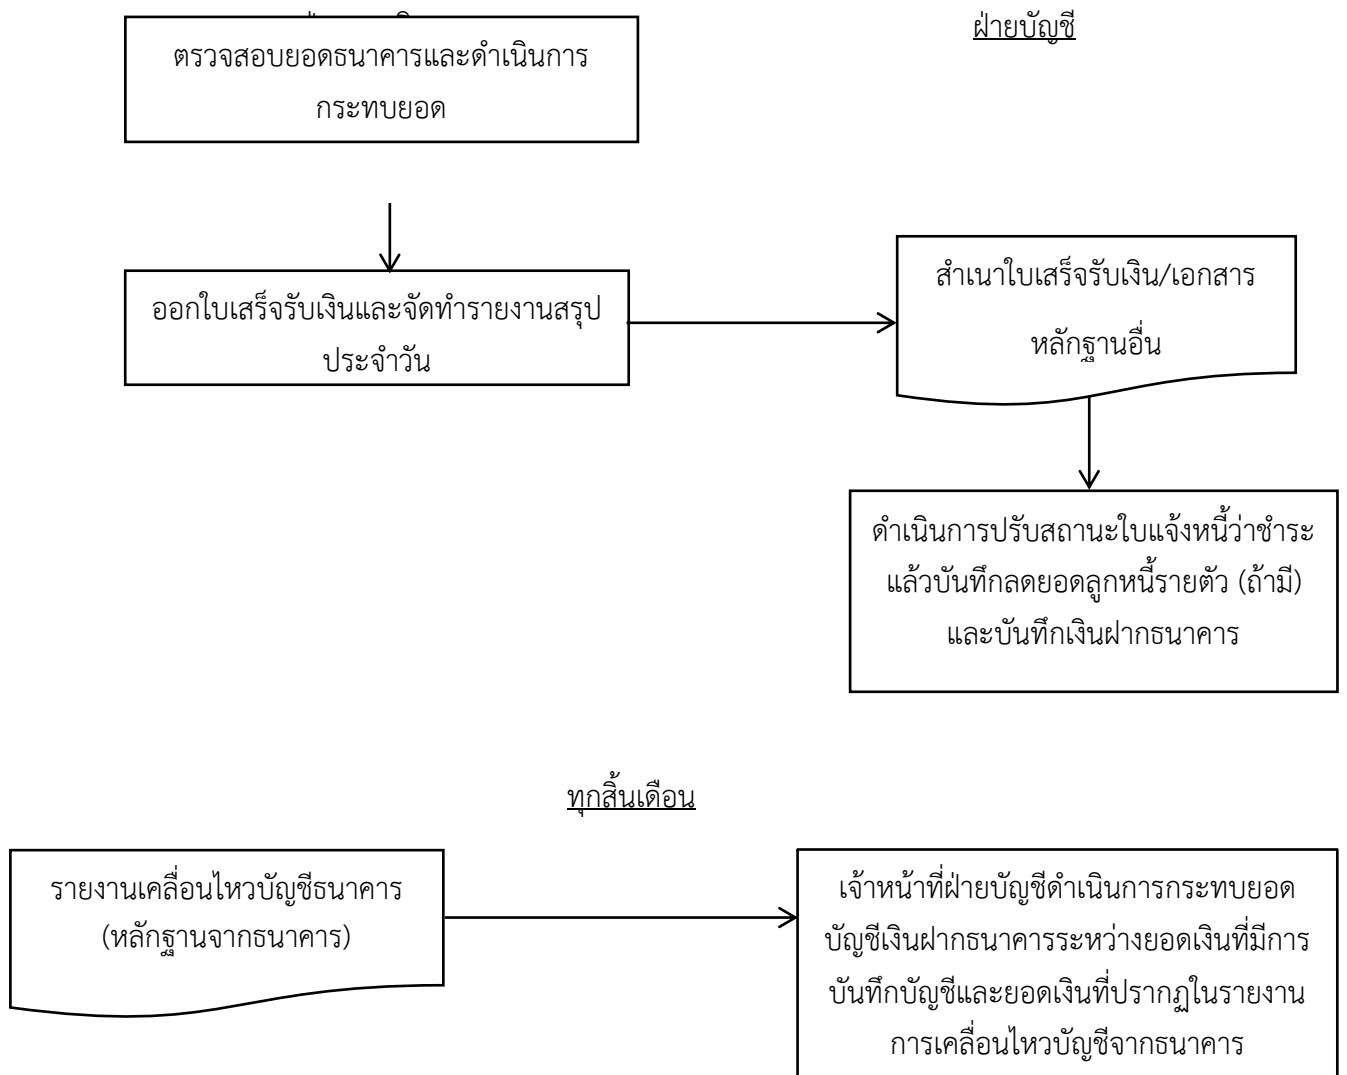 ฝ่ายบัญชี
ตรวจสอบยอดธนาคารและดำเนินการ
กระทบยอด
ออกใบเสร็จรับเงินและจัดทำรายงานสรุป
ประจำวัน
สำเนาใบเสร็จรับเงิน/เอกสาร
หลักฐานอื่น
ดำเนินการปรับสถานะใบแจ้งหนี้ว่าชำระ
แล้วบันทึกลดยอดลูกหนี้รายตัว (ถ้ามี)
และบันทึกเงินฝากธนาคาร
ทุกสิ้นเดือน
รายงานเคลื่อนไหวบัญชีธนาคาร
(หลักฐานจากธนาคาร)
เจ้าหน้าที่ฝ่ายบัญชีดำเนินการกระทบยอด
บัญชีเงินฝากธนาคารระหว่างยอดเงินที่มีการ
บันทึกบัญชีและยอดเงินที่ปรากฏในรายงาน
การเคลื่อนไหวบัญชีจากธนาคาร